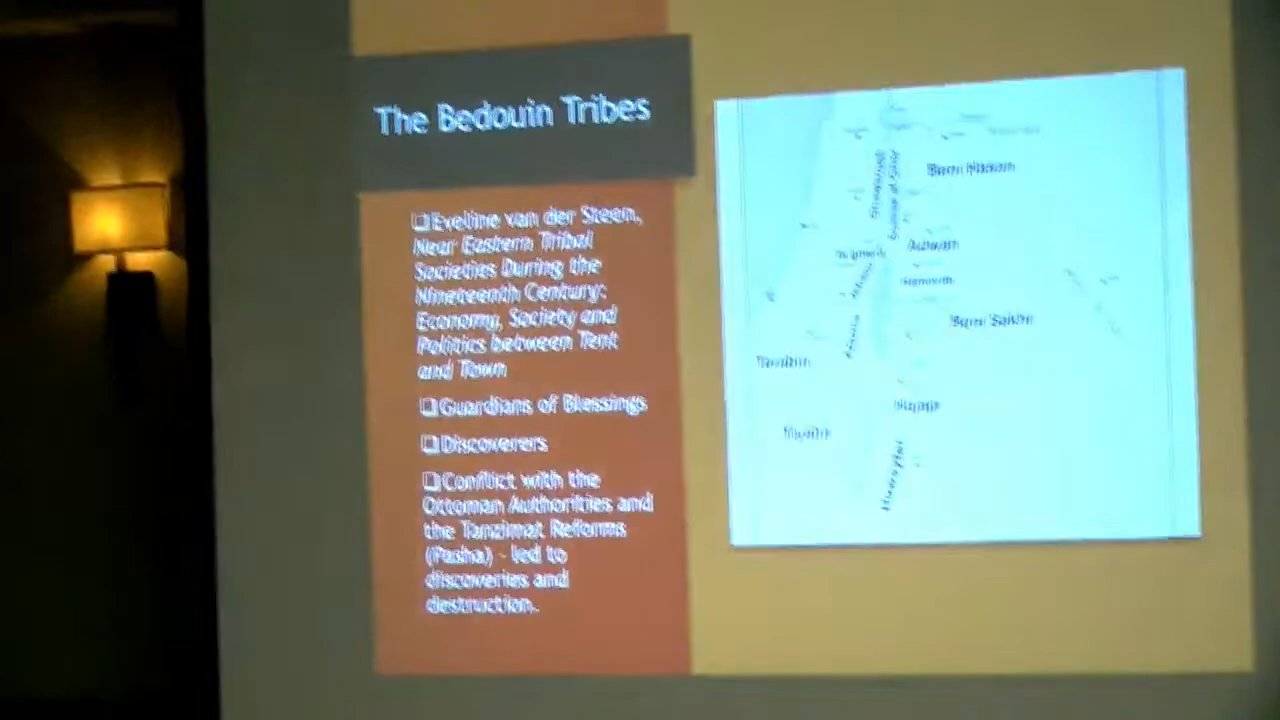 The Bedouin Tribes
❑Eveline van der Steen,
Near Eastern Tribal
Societies During the
Nineteenth Century:
Economy, Society and
Politics between Tent
and Town
❑Guardians of Blessings
❑Discoverers
❑Conflict with the
Ottoman Authorities and
the Tanzimat Reforms
(Pasha) - led to
discoveries and
destruction.
Adwan
Beni Sakhr